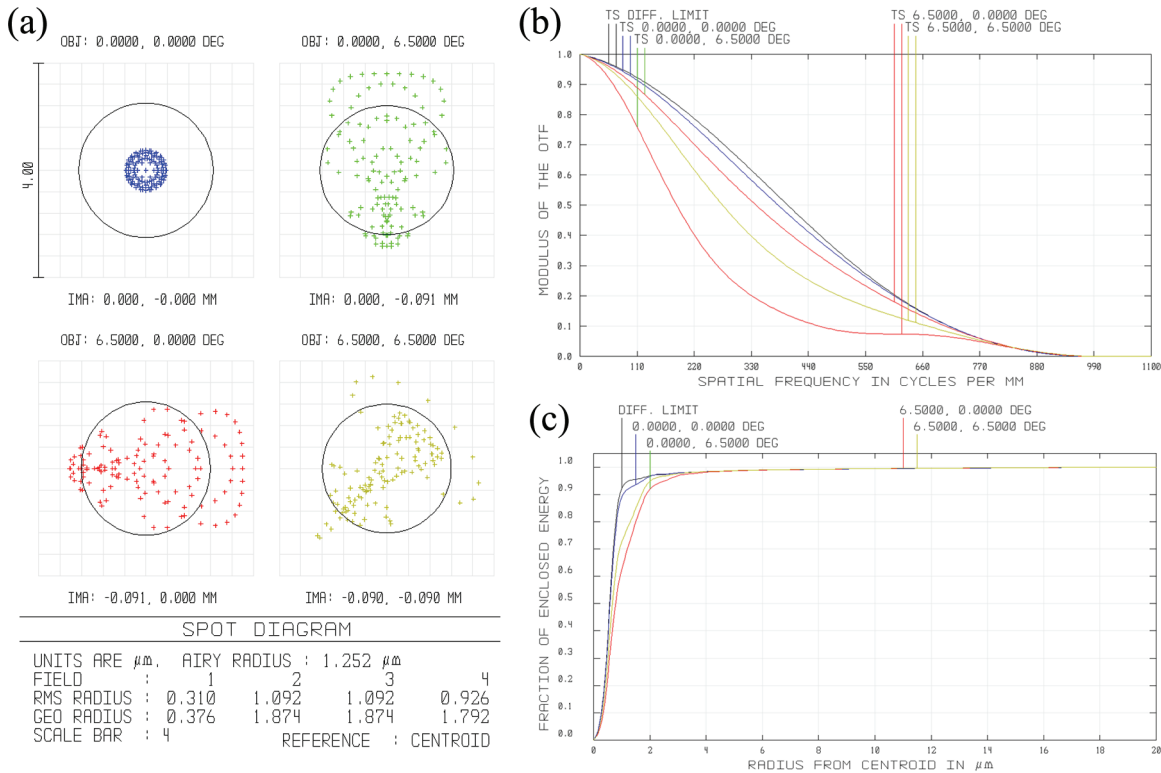 (a)
OBJ: 0.0000, 0.0000 DEG
OBJ: 0.0000, 6.5000 DEG
4.00
IMA: 0.000, -0.000 MM
IMA: 0.000, -0.091 MM
OBJ: 6.5000, 0.0000 DEG
OBJ: 6.5000, 6.5000 DEG
IMA: -0.091, 0.000 MM
IMA: -0.090, -0.090 MM
SPOT DIAGRAM
UNITS ARE µm. AIRY RADIUS : 1.252 µm
FIELD : 1 2 3 4
RMS RADIUS : 0.310 1.092 1.092 0.926
GEO RADIUS : 0.376 1.874 1.874 1.792
SCALE BAR : 4 REFERENCE : CENTROID
(b)
TS DIFF. LIMIT
TS 0.0000, 0.0000 DEG
TS 0.0000, 6.5000 DEG
TS 6.5000, 0.0000 DEG
TS 6.5000, 6.5000 DEG
MODULUS OF THE OTF
1.0
0.9
0.8
0.7
0.6
0.5
0.4
0.3
0.2
0.1
0.0
0 110 220 330 440 550 660 770 880 990 1100
SPATIAL FREQUENCY IN CYCLES PER MM
(c)
DIFF. LIMIT
0.0000, 0.0000 DEG
0.0000, 6.5000 DEG
6.5000, 0.0000 DEG
6.5000, 6.5000 DEG
FRACTION OF ENCLOSED ENERGY
1.0
0.9
0.8
0.7
0.6
0.5
0.4
0.3
0.2
0.1
0.0
0 2 4 6 8 10 12 14 16 18 20
RADIUS FROM CENTROID IN µm